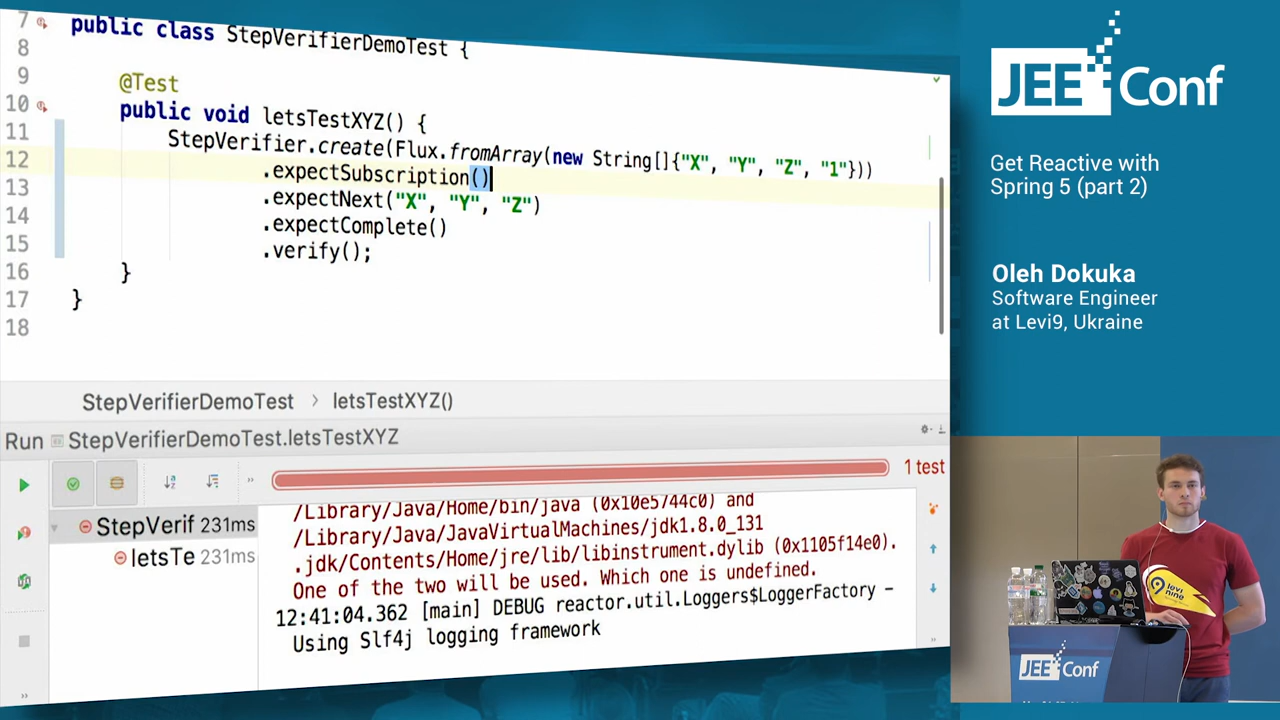 7 public class StepVerifierDemoTest {
8
9 @Test
10 public void letsTestXYZ() {
11 StepVerifier.create(Flux.fromArray(new String[]{"X", "Y", "Z", "1"}))
12 .expectSubscription()
13 .expectNext("X", "Y", "Z")
14 .expectComplete()
15 .verify();
16 }
17 }
18
StepVerifierDemoTest > letsTestXYZ()
Run StepVerifierDemoTest.letsTestXYZ
1 test
StepVerif 231ms
letsTe 231ms
/Library/Java/Home/bin/java (0x10e5744c0) and
/Library/Java/JavaVirtualMachines/jdk1.8.0_131
.jdk/Contents/Home/jre/lib/libinstrument.dylib (0x1105f14e0).
One of the two will be used. Which one is undefined.
12:41:04.362 [main] DEBUG reactor.util.Loggers$LoggerFactory -
Using Slf4j logging framework
JEE Conf
Get Reactive with
Spring 5 (part 2)
Oleh Dokuka
Software Engineer
at Levi9, Ukraine
9 levi
nine
JEE Conf